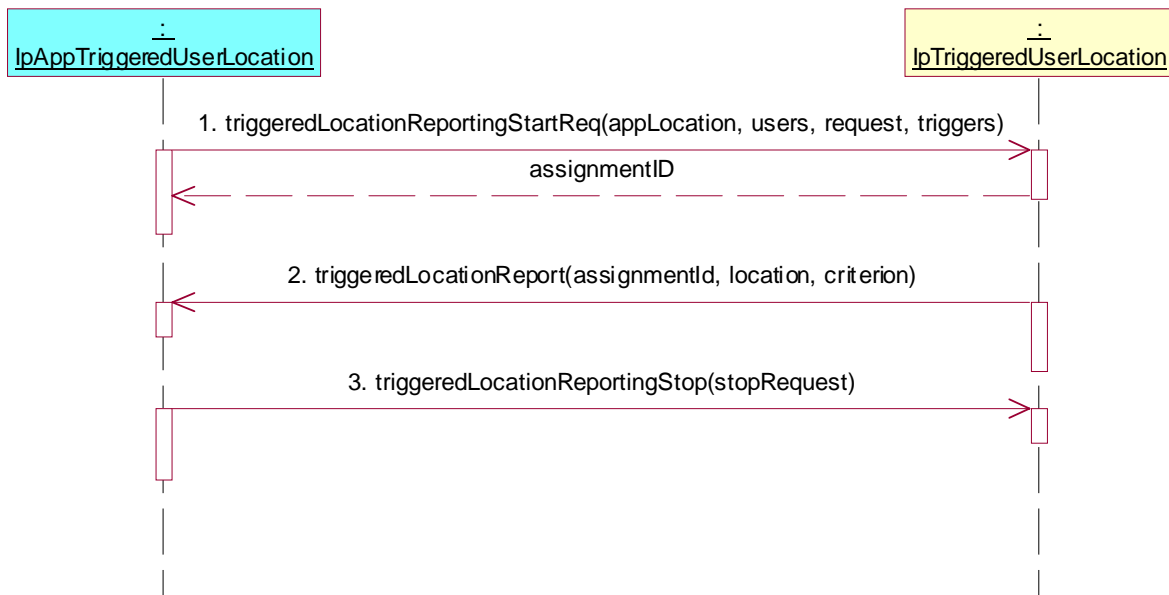 :
IpAppTriggeredUserLocation
:
IpTriggeredUserLocation
1. triggeredLocationReportingStartReq(appLocation, users, request, triggers)
assignmentID
2. triggeredLocationReport(assignmentId, location, criterion)
3. triggeredLocationReportingStop(stopRequest)